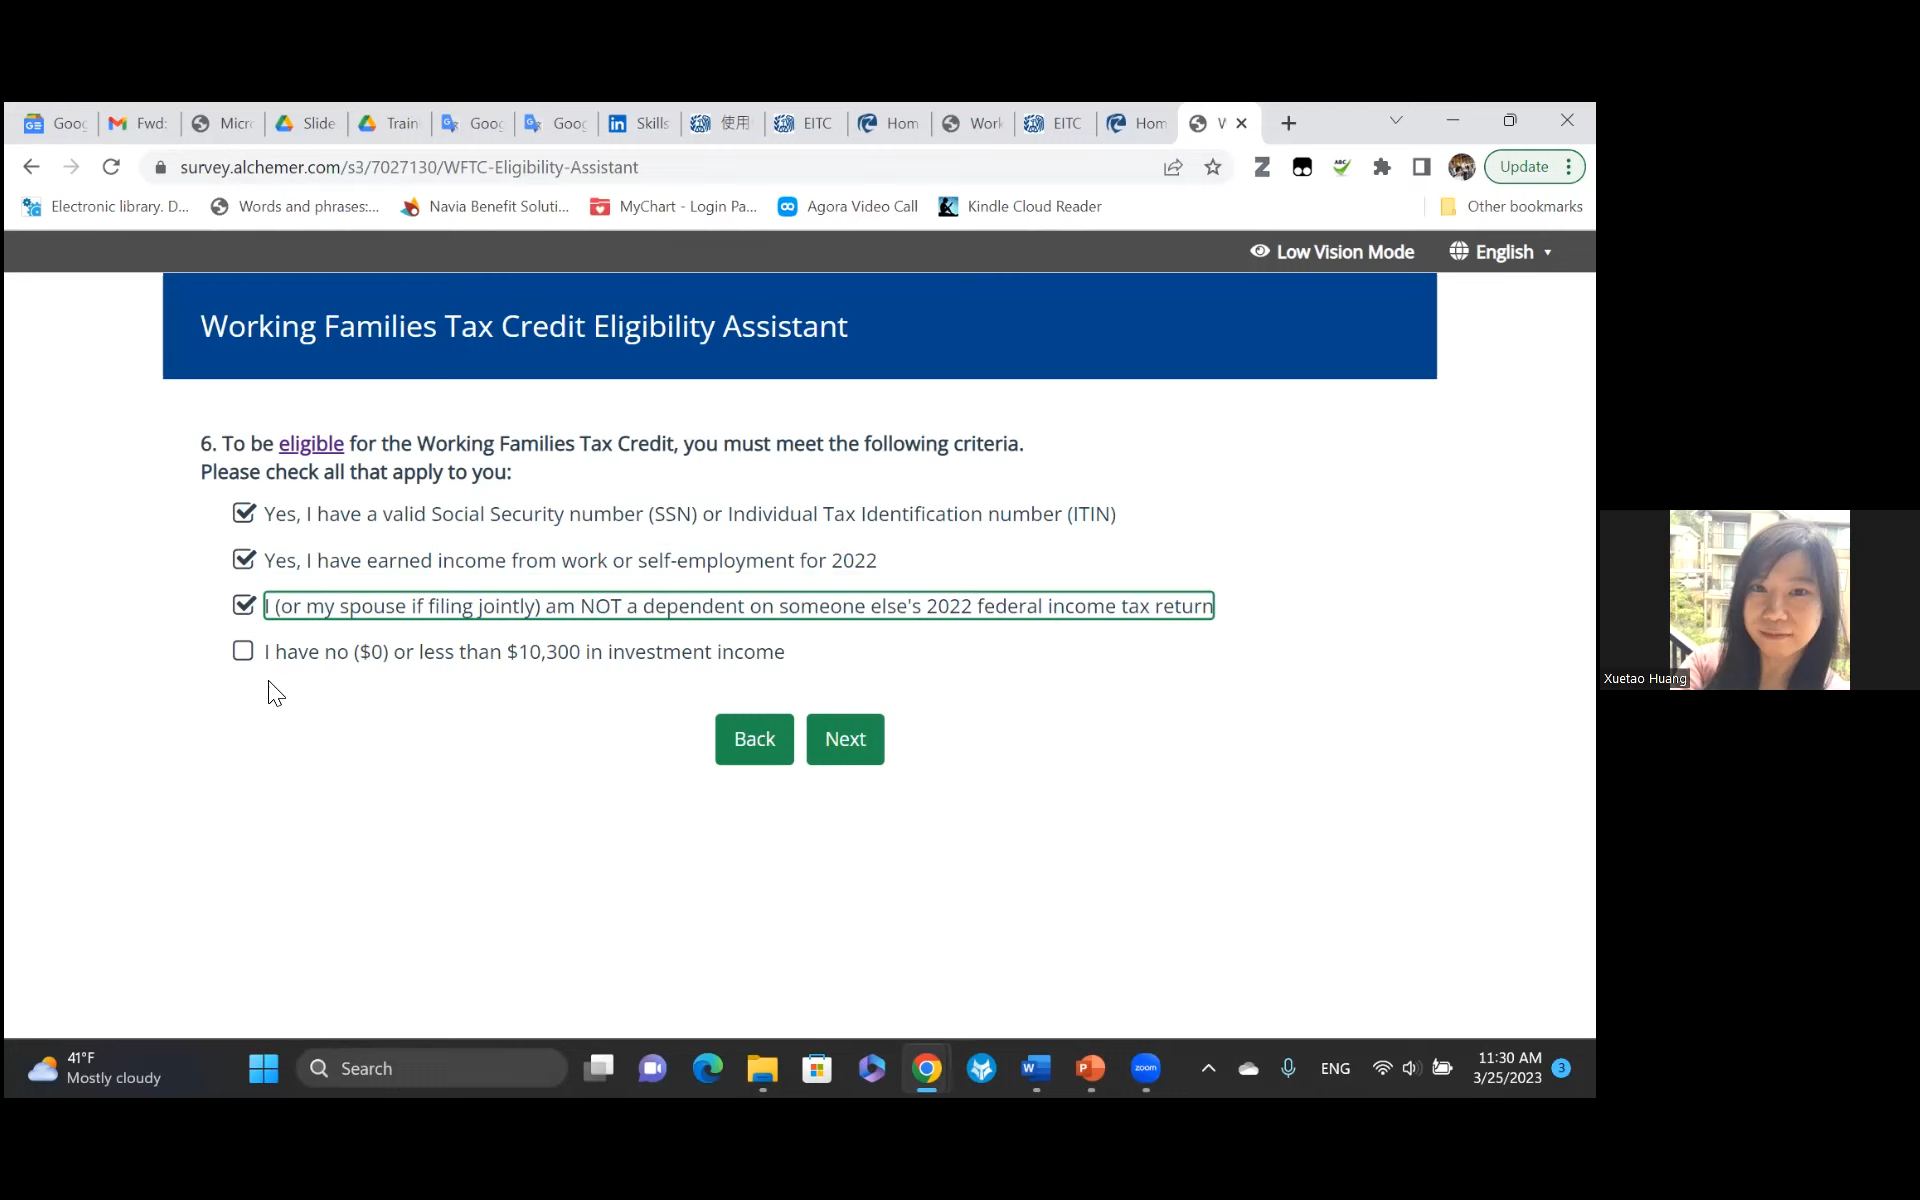 Goog
Fwd:
Micro
Slide
Train
Goog
Goog
in
Skills
使用
EITC
Hom
Work
EITC
Hom
W
survey.alchemer.com/s3/7027130/WFTC-Eligibility-Assistant
Update
Electronic library. D...
Words and phrases:...
Navia Benefit Soluti...
MyChart - Login Pa...
Agora Video Call
Kindle Cloud Reader
Other bookmarks
Low Vision Mode
English
Working Families Tax Credit Eligibility Assistant
6. To be eligible for the Working Families Tax Credit, you must meet the following criteria.
Please check all that apply to you:
Yes, I have a valid Social Security number (SSN) or Individual Tax Identification number (ITIN)
Yes, I have earned income from work or self-employment for 2022
I (or my spouse if filing jointly) am NOT a dependent on someone else's 2022 federal income tax return
I have no ($0) or less than $10,300 in investment income
Back
Next
Xuetao Huang
41°F
Mostly cloudy
Search
zoom
ENG
11:30 AM
3/25/2023
3